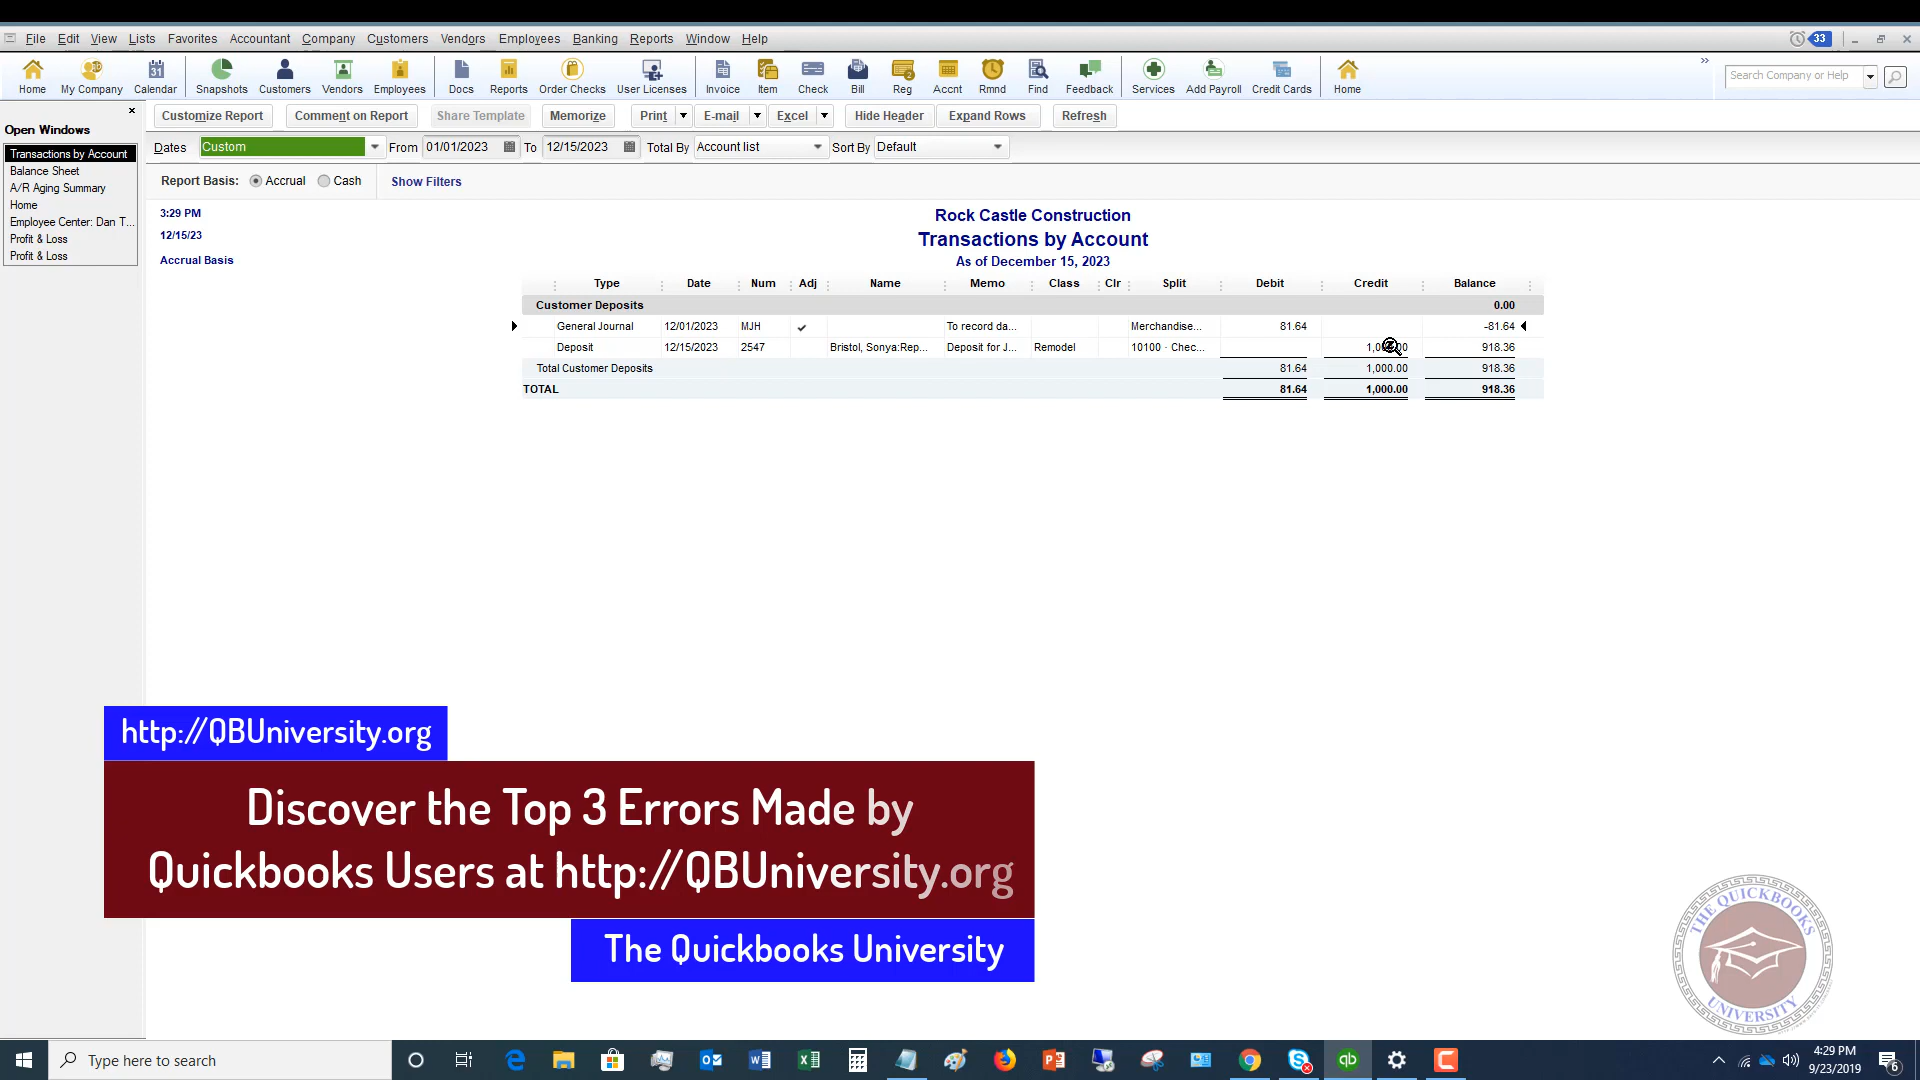 File Edit View Lists Favorites Accountant Company Customers Vendors Employees Banking Reports Window Help 33
Home My Company Calendar Snapshots Customers Vendors Employees Docs Reports Order Checks User Licenses Invoice Item Check Bill Reg Accnt Rmnd Find Feedback Services Add Payroll Credit Cards Home Search Company or Help
Customize Report Comment on Report Share Template Memorize Print E-mail Excel Hide Header Expand Rows Refresh
Dates Custom From 01/01/2023 To 12/15/2023 Total By Account list Sort By Default
Report Basis: Accrual Cash Show Filters
Open Windows
Transactions by Account
Balance Sheet
A/R Aging Summary
Home
Employee Center: Dan T...
Profit & Loss
Profit & Loss
3:29 PM
12/15/23
Accrual Basis
Rock Castle Construction
Transactions by Account
As of December 15, 2023
Type Date Num Adj Name Memo Class Clr Split Debit Credit Balance
Customer Deposits 0.00
General Journal 12/01/2023 MJH To record da... Merchandise... 81.64 -81.64
Deposit 12/15/2023 2547 Bristol, Sonya:Rep... Deposit for J... Remodel 10100 · Chec... 918.36
Total Customer Deposits 81.64 1,000.00 918.36
TOTAL 81.64 1,000.00 918.36
http://QBUniversity.org
Discover the Top 3 Errors Made by
Quickbooks Users at http://QBUniversity.org
The Quickbooks University
THE QUICKBOOKS
UNIVERSITY
Type here to search
4:29 PM
9/23/2019
6